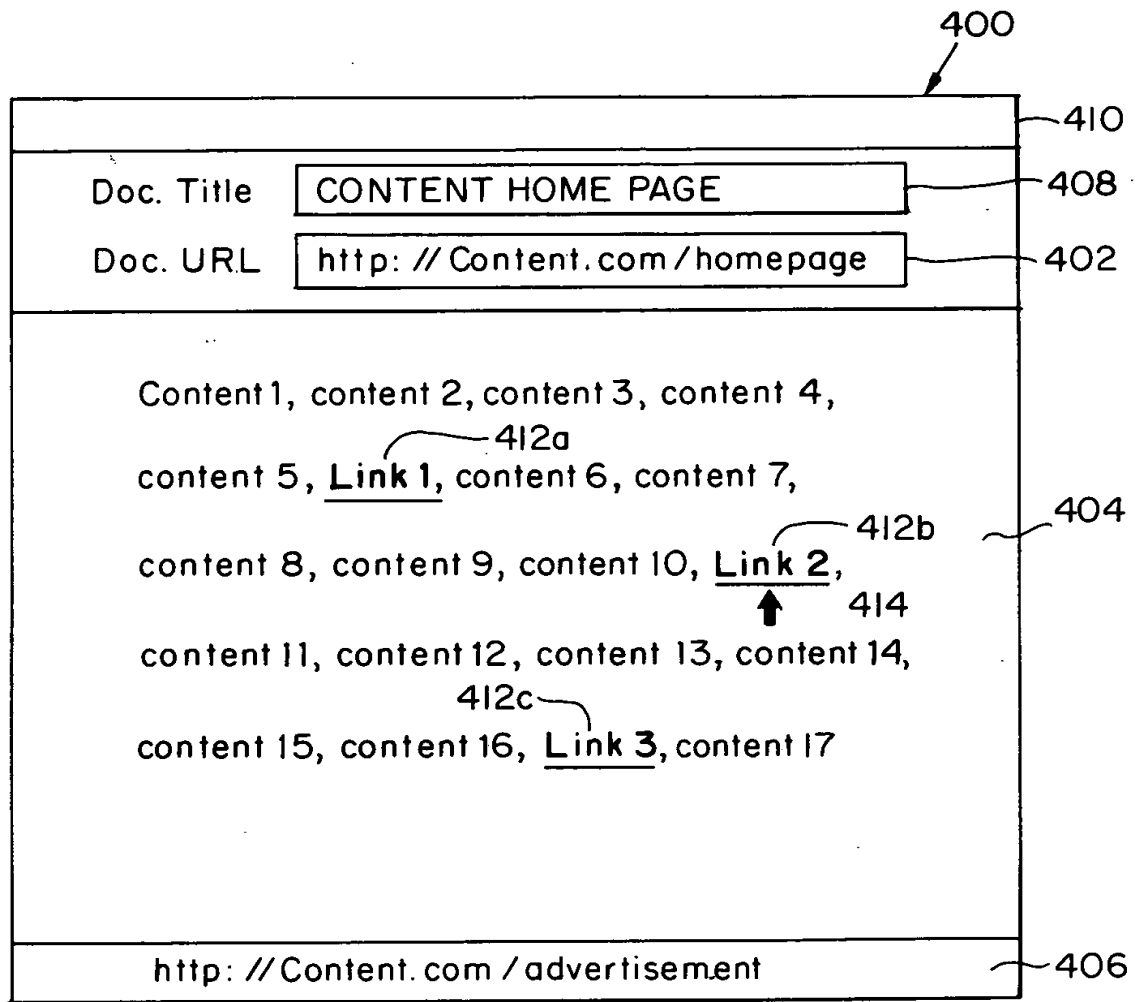 400
410
Doc. Title CONTENT HOME PAGE 408
Doc. URL http: // Content.com/homepage 402
Content 1, content 2, content 3, content 4,
412a
content 5, Link 1, content 6, content 7,
404
412b
content 8, content 9, content 10, Link 2,
414
content 11, content 12, content 13, content 14,
412c
content 15, content 16, Link 3, content 17
http: // Content.com / advertisement 406